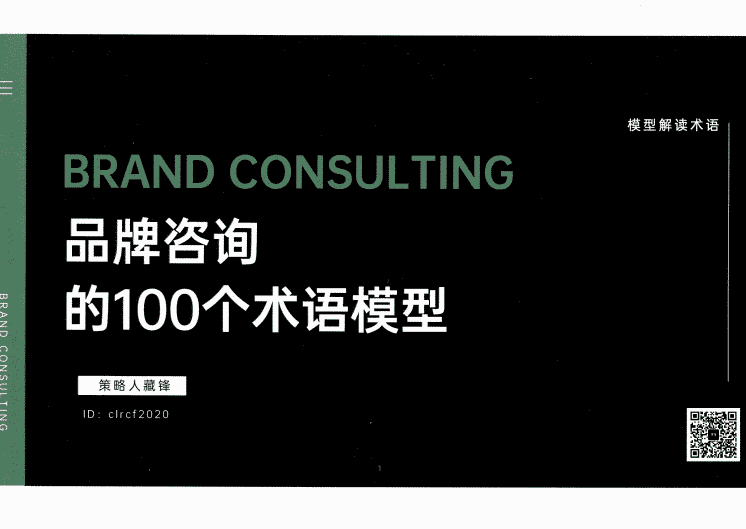 模型解读术语
BRAND CONSULTING
品牌咨询
的100个术语模型
策略人藏锋
ID: clrcf2020
BRAND CONSULTING
1